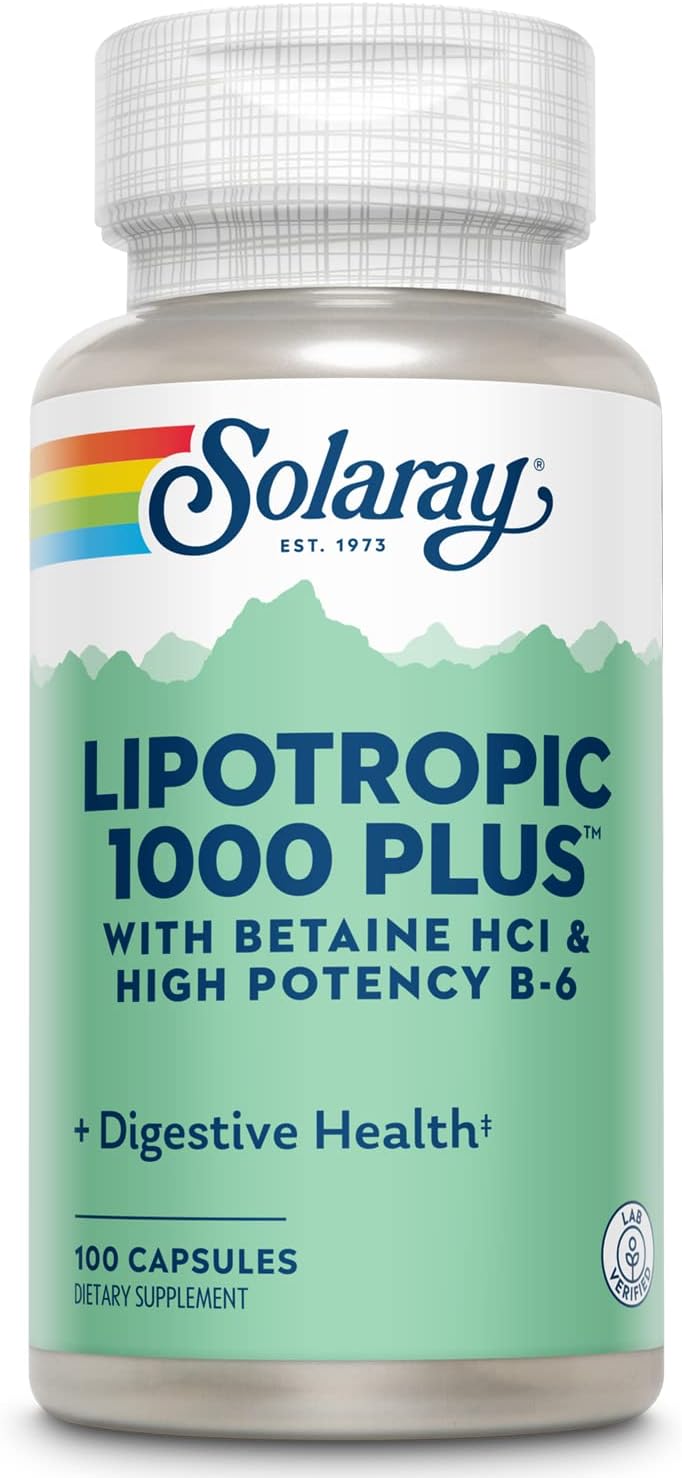 Solaray®
EST. 1973
LIPOTROPIC
1000 PLUS™
WITH BETAINE HCl &
HIGH POTENCY B-6
+ Digestive Health‡
100 CAPSULES
DIETARY SUPPLEMENT
LAB
VERIFIED